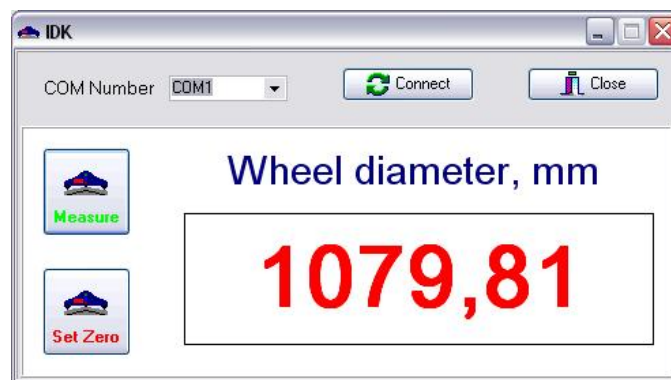 IDK
COM Number COM1 Connect Close
Wheel diameter, mm
Measure
1079,81
Set Zero